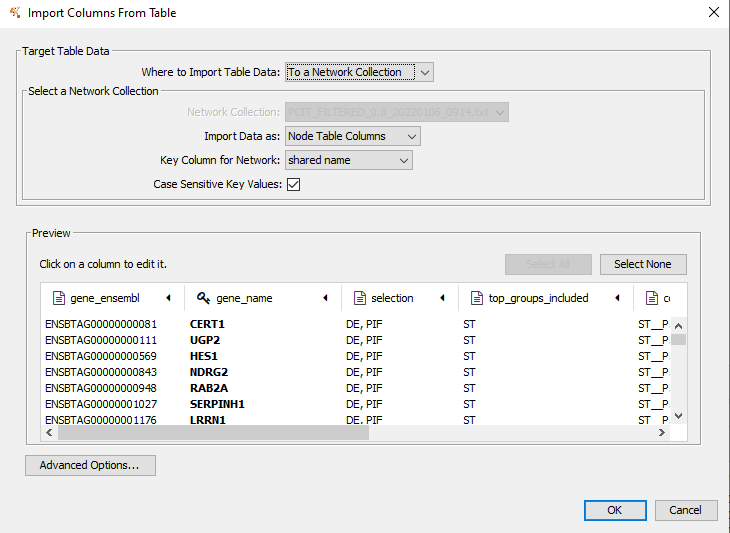 Import Columns From Table
Target Table Data
Where to Import Table Data: To a Network Collection
Select a Network Collection
Network Collection: PCIT_FILTERED_0.8_20220106_0914.txt
Import Data as: Node Table Columns
Key Column for Network: shared name
Case Sensitive Key Values:
Preview
Click on a column to edit it. Select All Select None
gene_ensembl gene_name selection top_groups_included
ENSBTAG00000000081 CERT1 DE, PIF ST ST__P
ENSBTAG00000000111 UGP2 DE, PIF ST ST__P
ENSBTAG00000000569 HES1 DE, PIF ST ST__P
ENSBTAG00000000843 NDRG2 DE, PIF ST ST__P
ENSBTAG00000000948 RAB2A DE, PIF ST ST__P
ENSBTAG00000001027 SERPINH1 DE, PIF ST ST__P
ENSBTAG00000001176 LRRN1 DE, PIF ST ST__P
Advanced Options...
OK Cancel